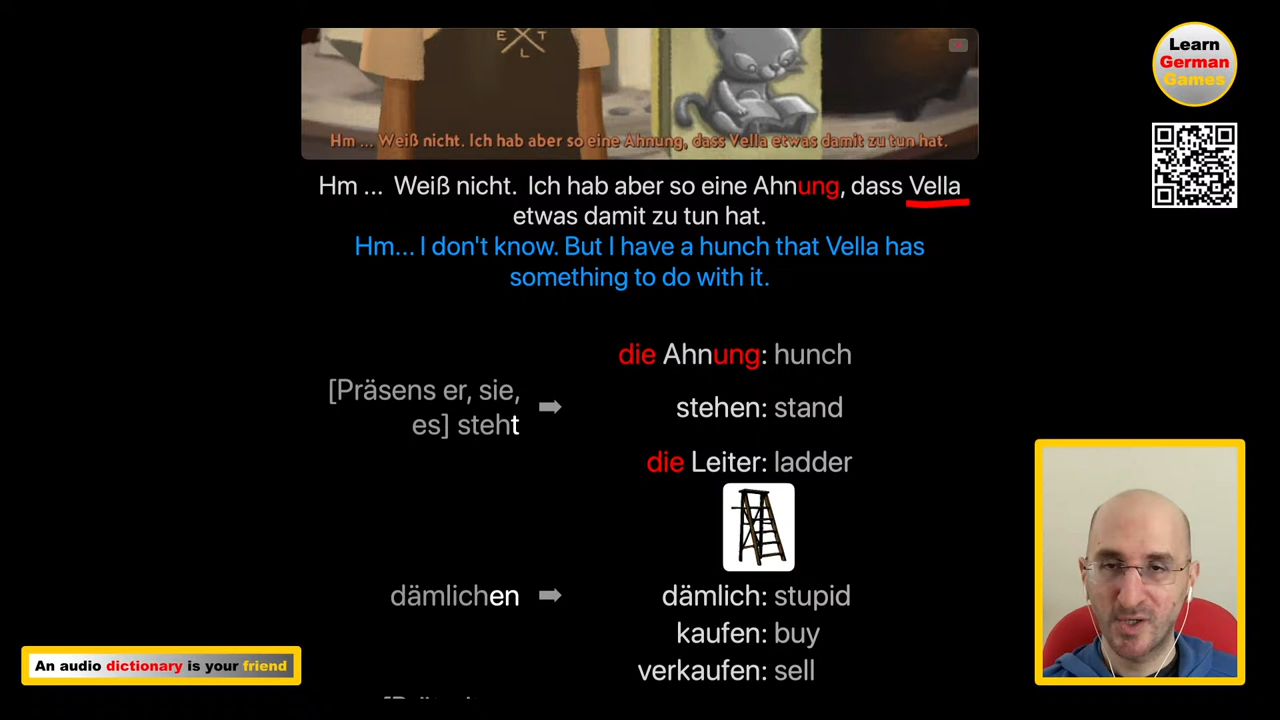 E T
L
Hm ... Weiß nicht. Ich hab aber so eine Ahnung, dass Vella etwas damit zu tun hat.
Learn
German
Games
Hm ... Weiß nicht. Ich hab aber so eine Ahnung, dass Vella
etwas damit zu tun hat.
Hm... I don't know. But I have a hunch that Vella has
something to do with it.
die Ahnung: hunch
[Präsens er, sie,
es] steht ➡ stehen: stand
die Leiter: ladder
dämlichen ➡ dämlich: stupid
kaufen: buy
verkaufen: sell
An audio dictionary is your friend